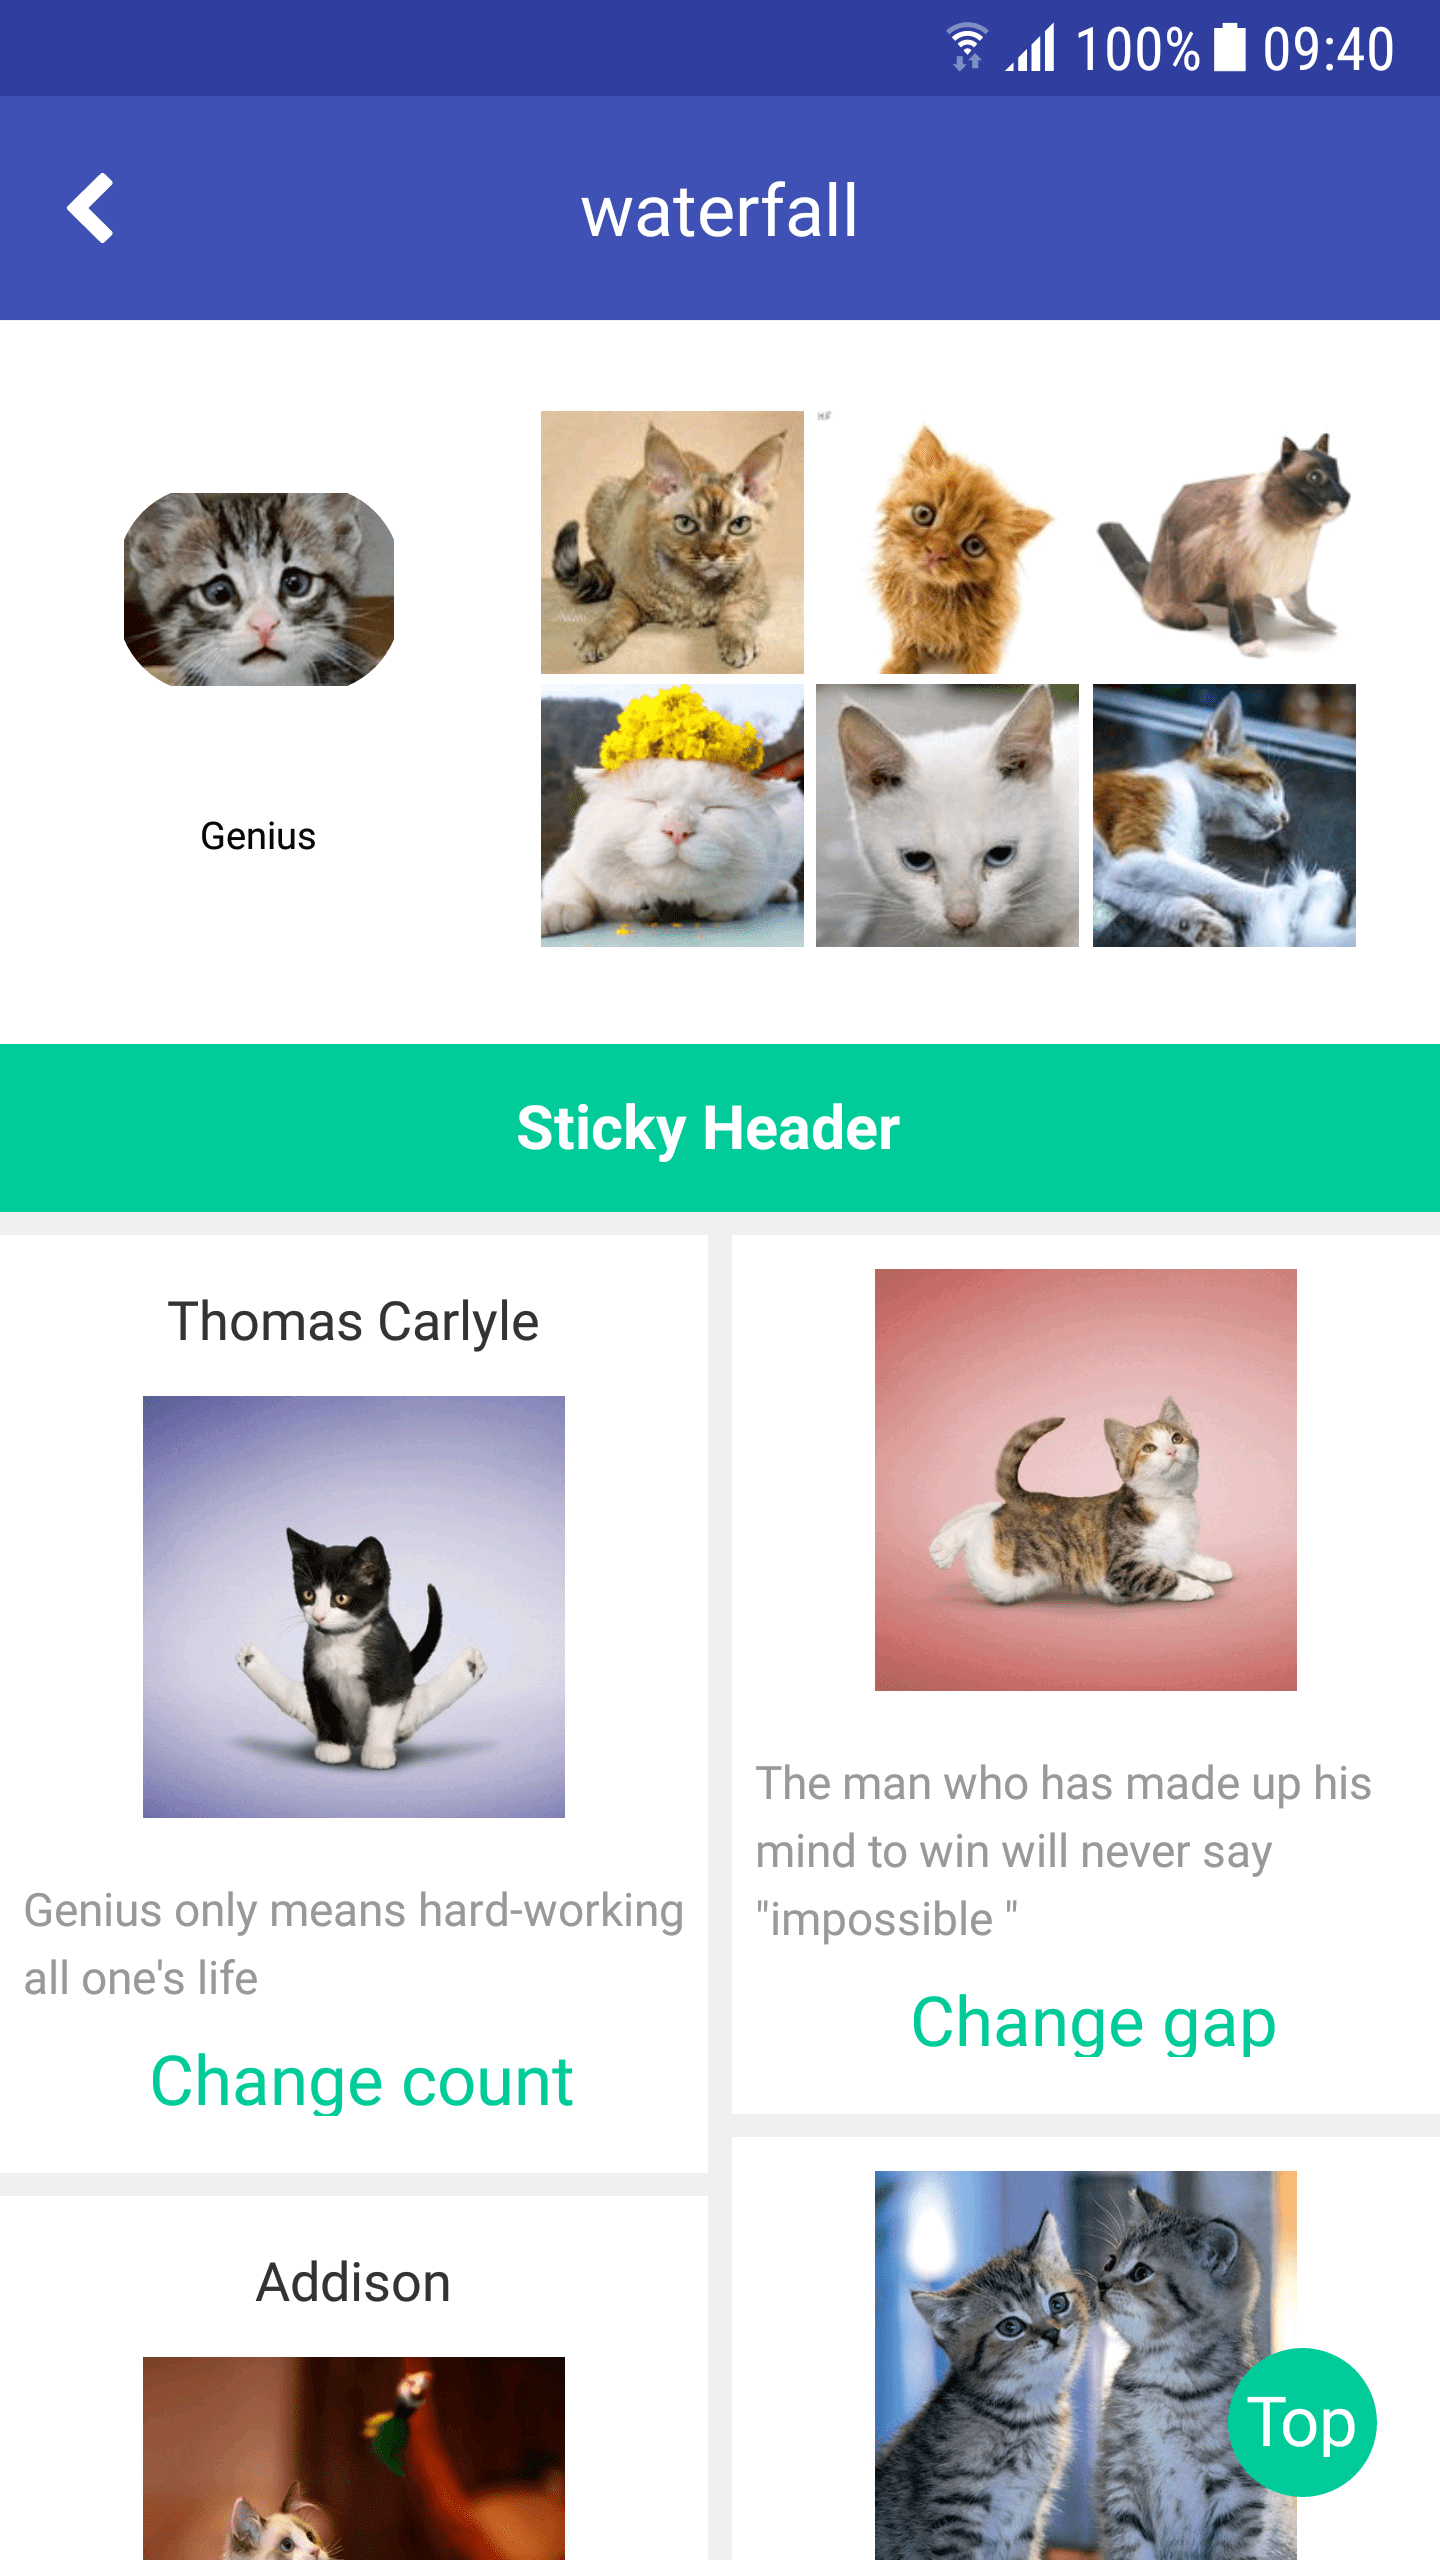 100% 09:40
waterfall
Genius
Sticky Header
Thomas Carlyle
Genius only means hard-working
all one's life
Change count
The man who has made up his
mind to win will never say
"impossible "
Change gap
Addison
Top